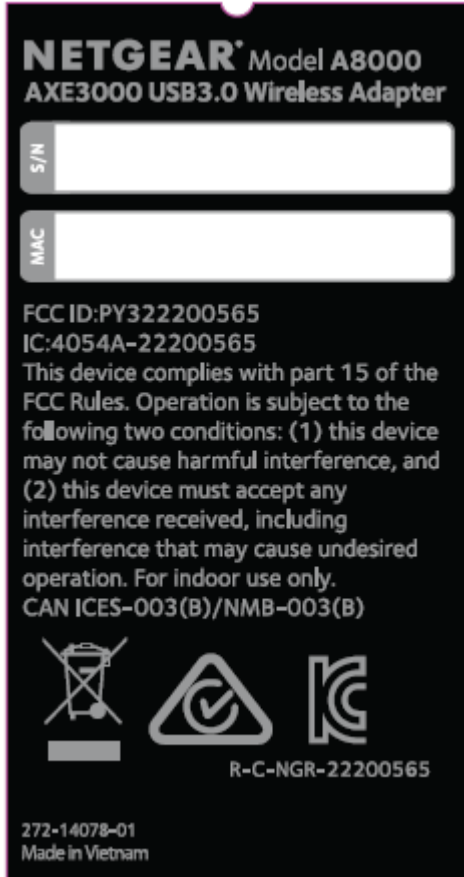 NETGEAR® Model A8000
AXE3000 USB3.0 Wireless Adapter
S/N
MAC
FCC ID:PY322200565
IC:4054A-22200565
This device complies with part 15 of the
FCC Rules. Operation is subject to the
following two conditions: (1) this device
may not cause harmful interference, and
(2) this device must accept any
interference received, including
interference that may cause undesired
operation. For indoor use only.
CAN ICES-003(B)/NMB-003(B)
R-C-NGR-22200565
272-14078-01
Made in Vietnam